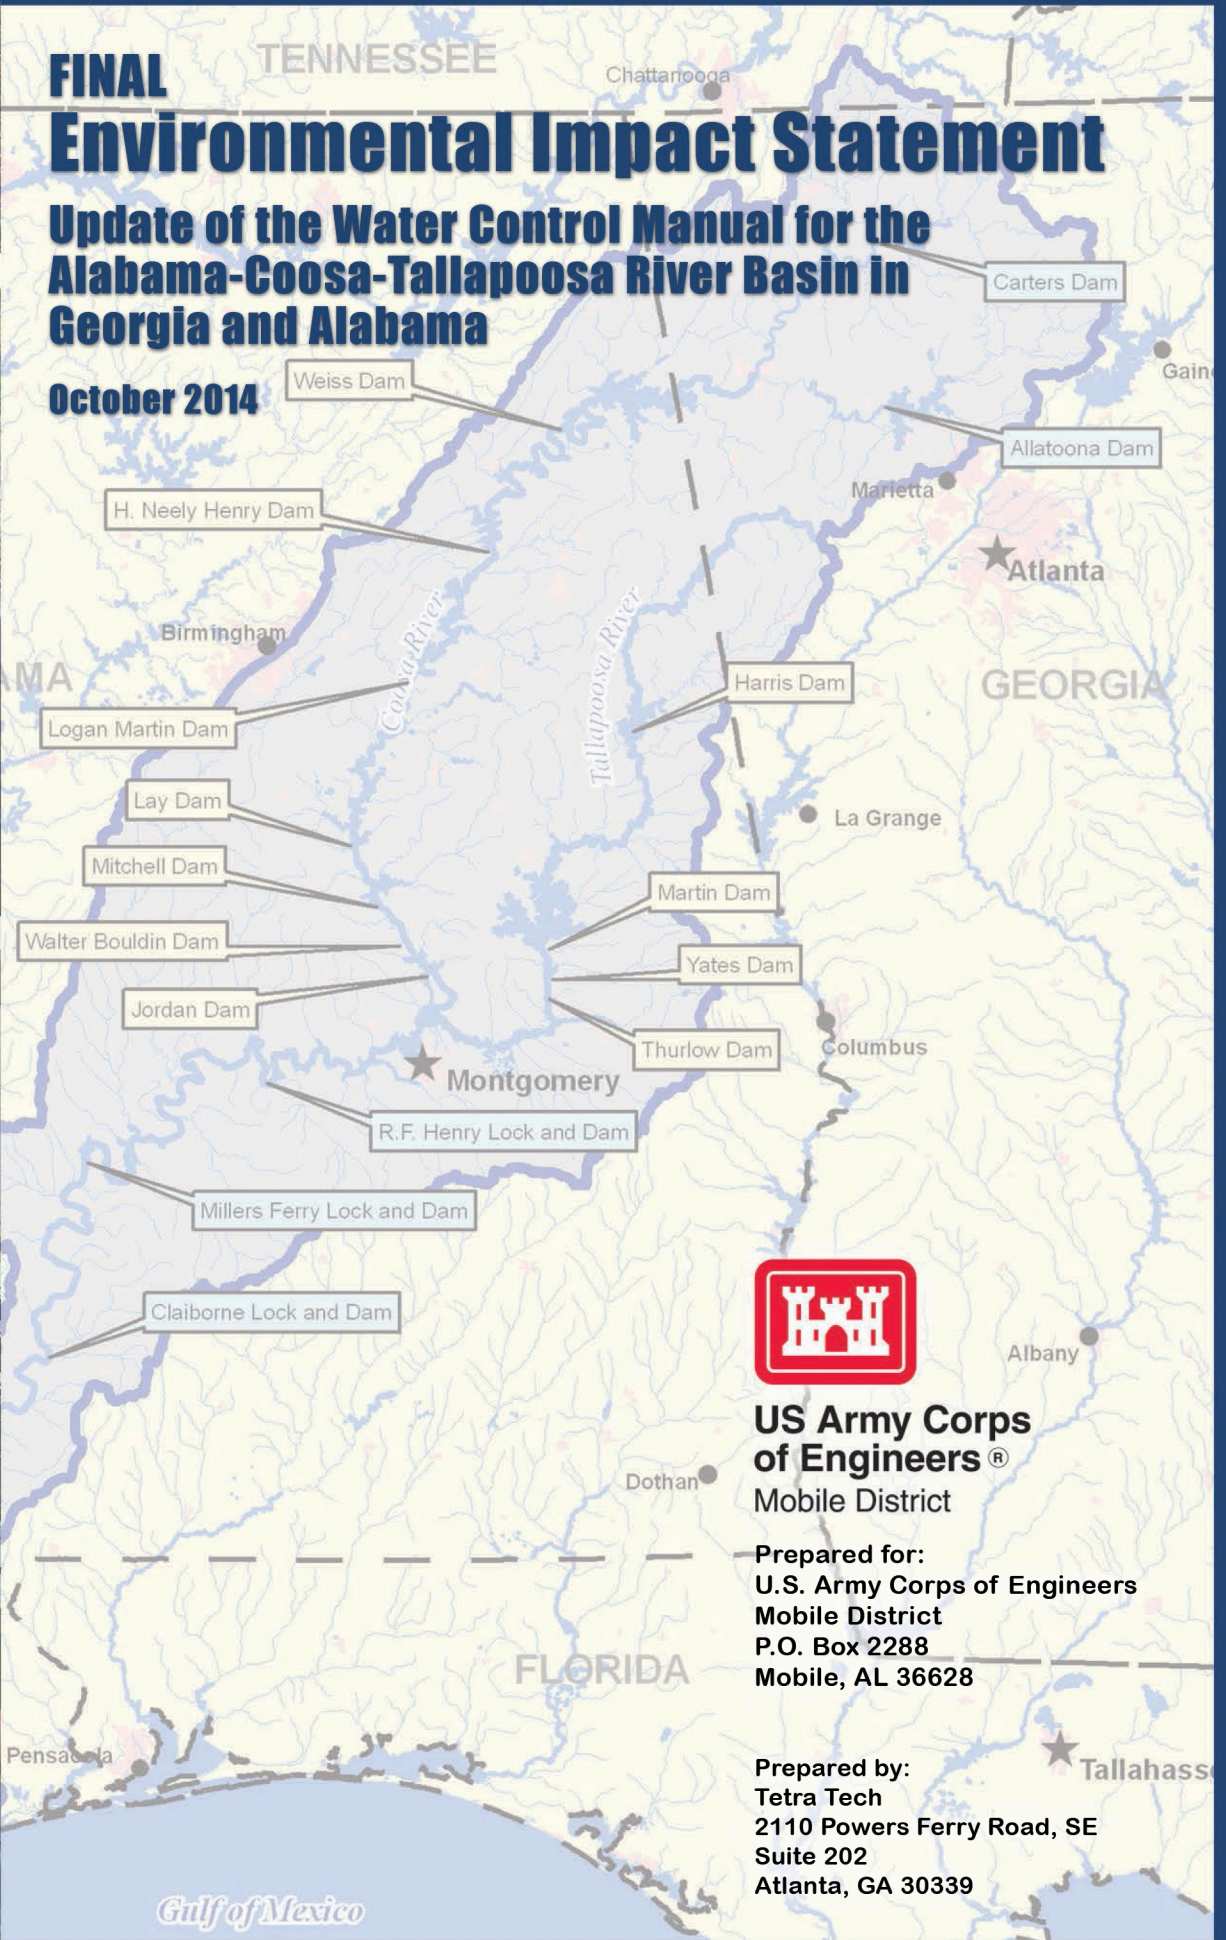 TENNESSEE
Chattanooga
FINAL
Environmental Impact Statement
Update of the Water Control Manual for the
Alabama-Coosa-Tallapoosa River Basin in
Georgia and Alabama
October 2014
Carters Dam
Gain
Weiss Dam
Allatoona Dam
Marietta
H. Neely Henry Dam
Atlanta
Birmingham
Coosa River
Tallapoosa River
AMA
GEORGIA
Harris Dam
Logan Martin Dam
Lay Dam
La Grange
Mitchell Dam
Martin Dam
Walter Bouldin Dam
Yates Dam
Jordan Dam
Thurlow Dam
Columbus
Montgomery
R.F. Henry Lock and Dam
Millers Ferry Lock and Dam
Claiborne Lock and Dam
Albany
US Army Corps
of Engineers ®
Mobile District
Dothan
Prepared for:
U.S. Army Corps of Engineers
Mobile District
P.O. Box 2288
Mobile, AL 36628
FLORIDA
Pensacola
Tallahass
Prepared by:
Tetra Tech
2110 Powers Ferry Road, SE
Suite 202
Atlanta, GA 30339
Gulf of Mexico